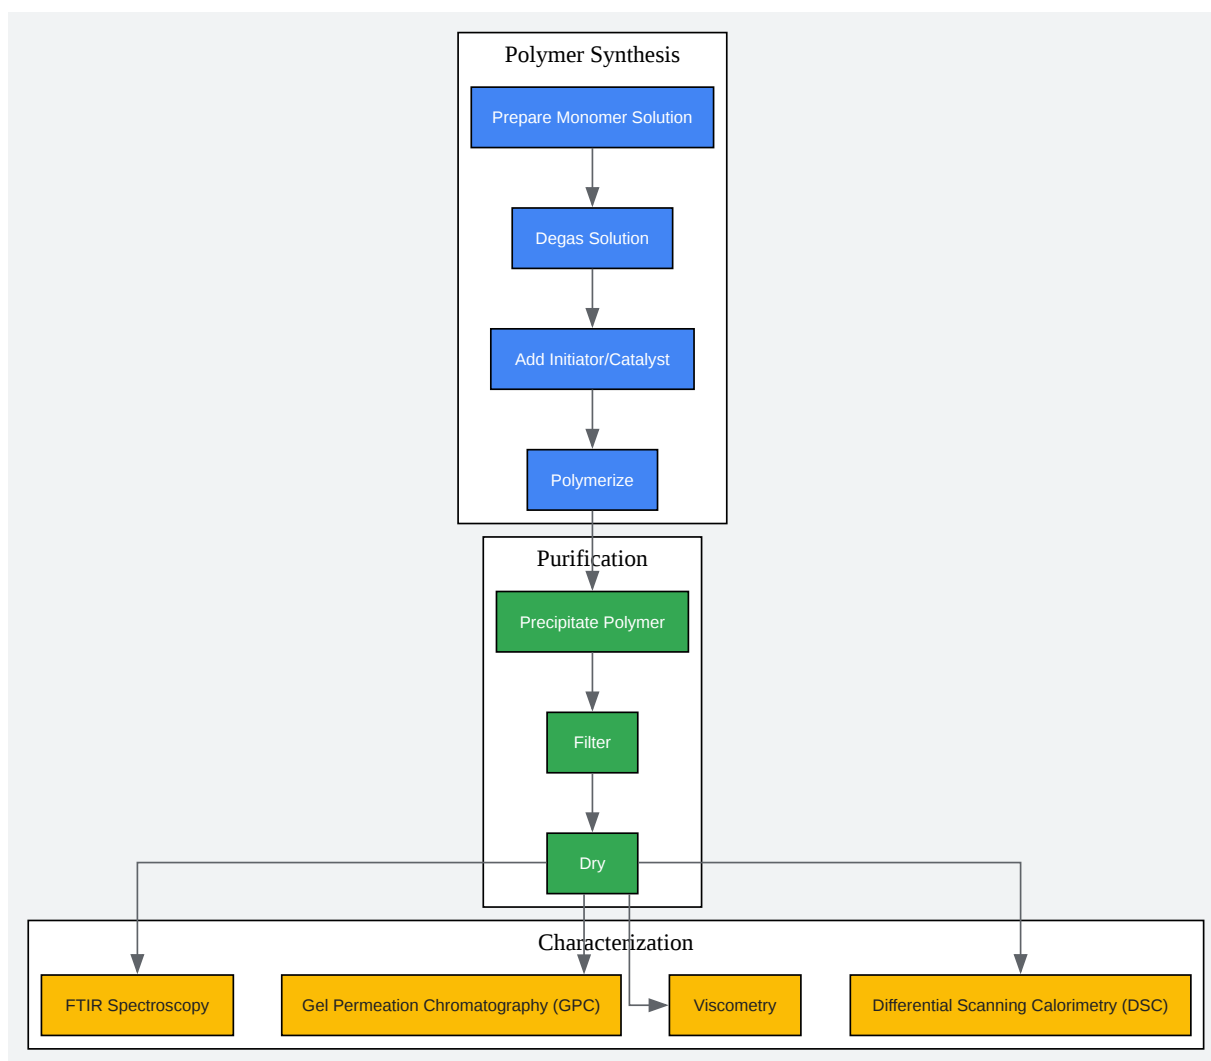 Polymer Synthesis
Prepare Monomer Solution
Degas Solution
Add Initiator/Catalyst
Polymerize
Purification
Precipitate Polymer
Filter
Dry
Characterization
FTIR Spectroscopy
Gel Permeation Chromatography (GPC)
Viscometry
Differential Scanning Calorimetry (DSC)